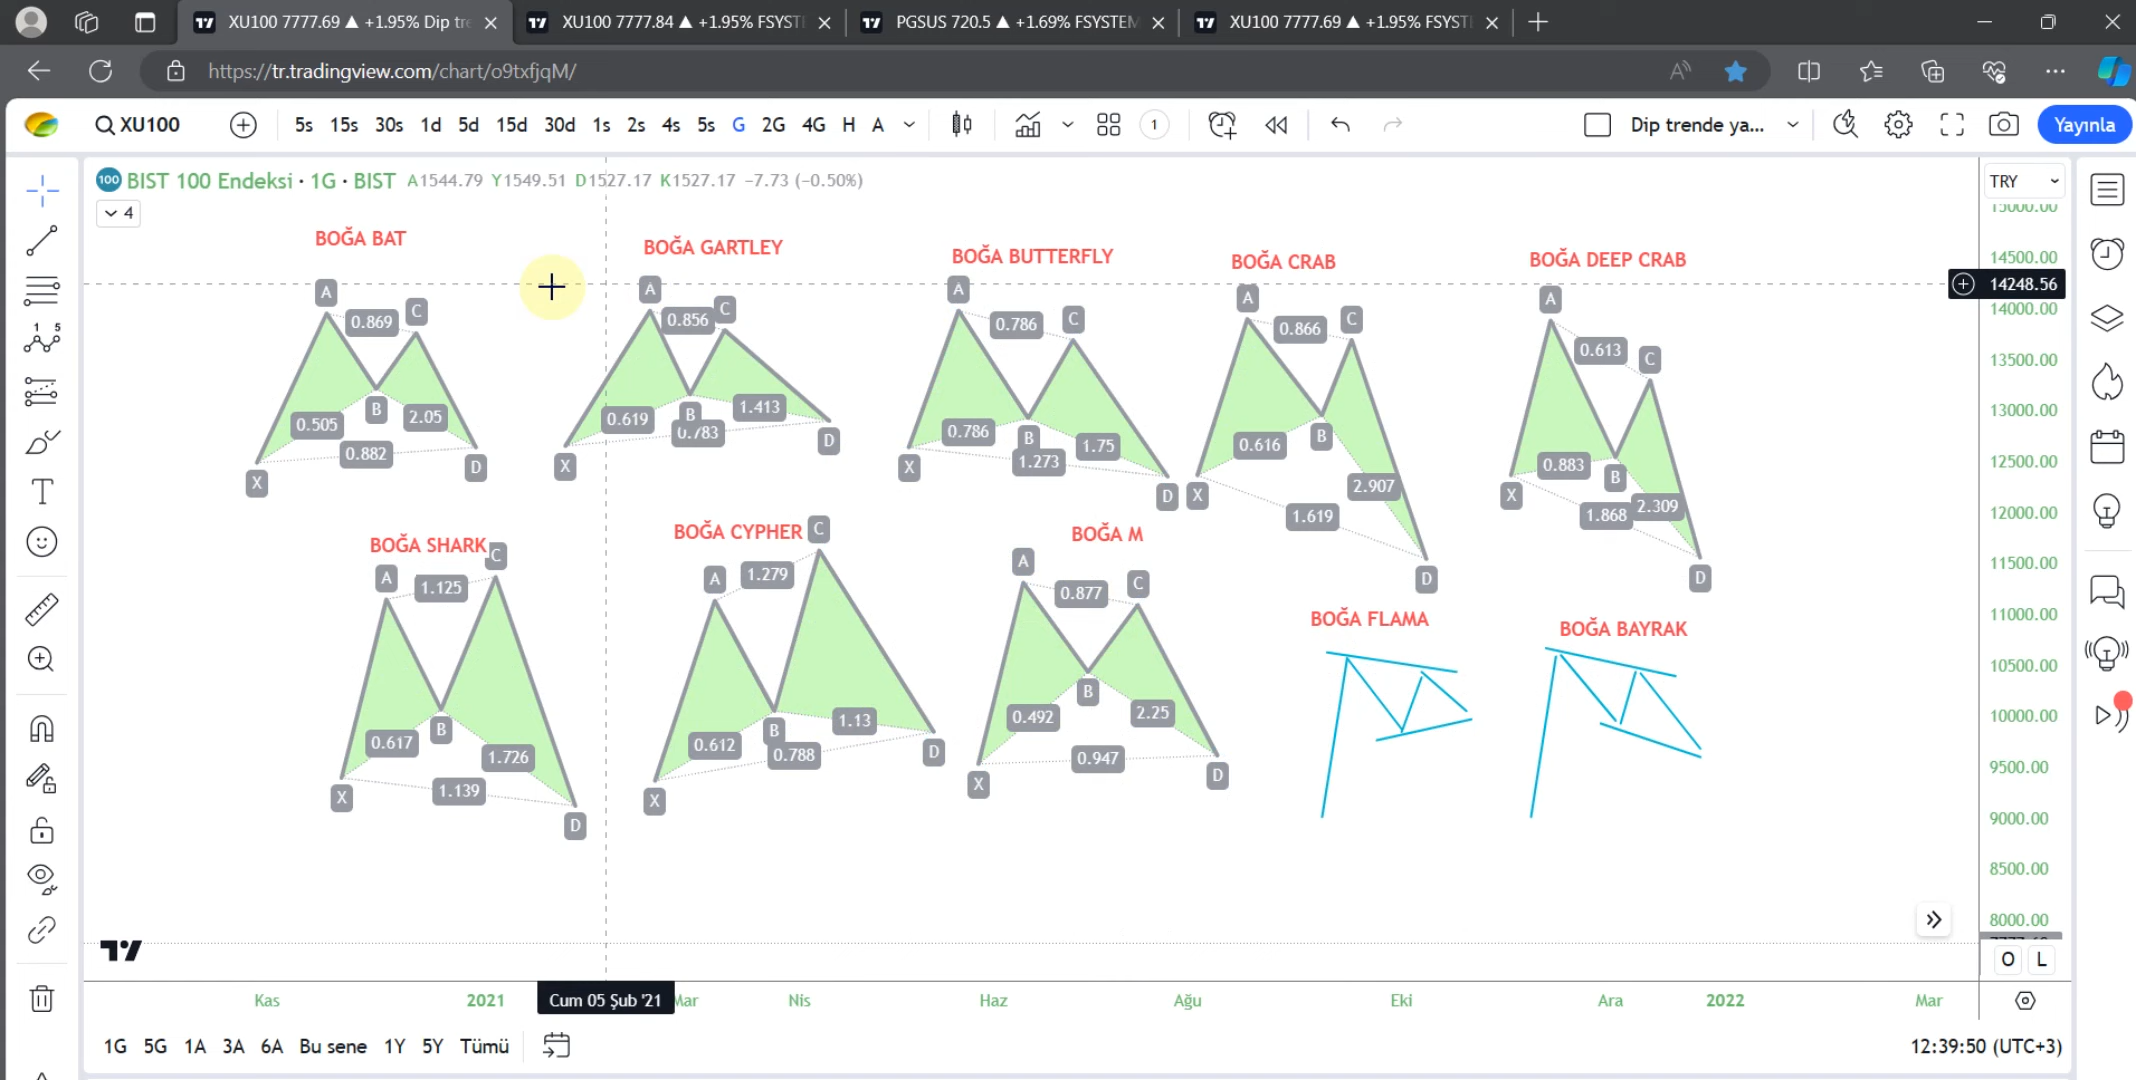 XU100 7777.69 ▲ +1.95% Dip tre
XU100 7777.84 ▲ +1.95% FSYSTE
PGSUS 720.5 ▲ +1.69% FSYSTEM
XU100 7777.69 ▲ +1.95% FSYSTE
https://tr.tradingview.com/chart/o9txfjqM/
XU100 5s 15s 30s 1d 5d 15d 30d 1s 2s 4s 5s G 2G 4G H A 1 Dip trende ya... Yayınla
100 BIST 100 Endeksi · 1G · BIST A1544.79 Y1549.51 D1527.17 K1527.17 −7.73 (−0.50%)
TRY
4
BOĞA BAT
A
0.869
C
0.505
B
2.05
0.882
X
D
BOĞA GARTLEY
A
0.856
C
0.619
B
1.413
0.783
X
D
BOĞA BUTTERFLY
A
0.786
C
0.786
B
1.75
1.273
X
D
BOĞA CRAB
A
0.866
C
0.616
B
2.907
X
1.619
D
BOĞA DEEP CRAB
A
0.613
C
0.883
B
2.309
X
1.868
D
BOĞA SHARK
A
1.125
C
0.617
B
1.726
X
1.139
D
BOĞA CYPHER
A
1.279
C
0.612
B
1.13
0.788
X
D
BOĞA M
A
0.877
C
0.492
B
2.25
0.947
X
D
BOĞA FLAMA
BOĞA BAYRAK
15000.00
14500.00
14248.56
14000.00
13500.00
13000.00
12500.00
12000.00
11500.00
11000.00
10500.00
10000.00
9500.00
9000.00
8500.00
8000.00
O L
Kas 2021 Cum 05 Şub '21 Mar Nis Haz Ağu Eki Ara 2022 Mar
1G 5G 1A 3A 6A Bu sene 1Y 5Y Tümü 12:39:50 (UTC+3)